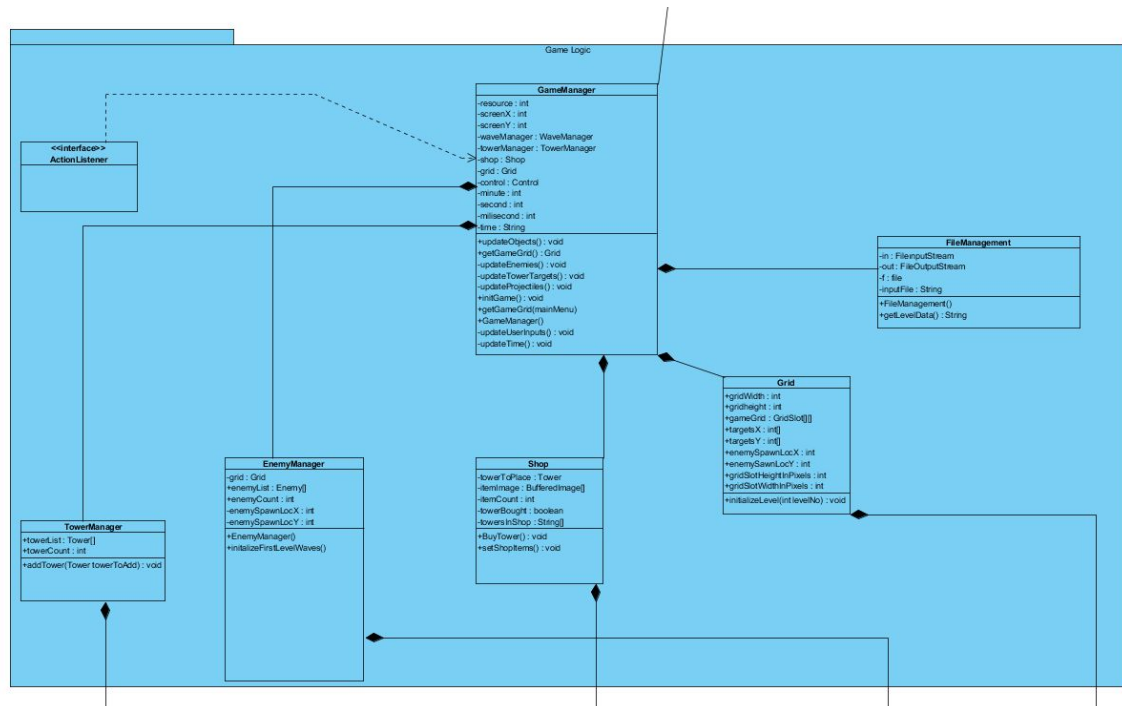 Game Logic
GameManager
-resource : int
-screenX : int
-screenY : int
-waveManager : WaveManager
-towerManager : TowerManager
-shop : Shop
-grid : Grid
-control : Control
-minute : int
-second : int
-milisecond : int
-time : String
+updateObjects() : void
+getGameGrid() : Grid
-updateEnemies() : void
-updateTowerTargets() : void
-updateProjectiles() : void
+initGame() : void
+getGameGrid(mainMenu)
+GameManager()
-updateUserInputs() : void
-updateTime() : void
<<interface>>
ActionListener
FileManagement
-in : FileinputStream
-out : FileOutputStream
-f : file
-inputFile : String
+FileManagement()
+getLevelData() : String
Grid
+gridWidth : int
+gridheight : int
+gameGrid : GridSlot[][]
+targetsX : int[]
+targetsY : int[]
+enemySpawnLocX : int
+enemySawnLocY : int
+gridSlotHeightInPixels : int
+gridSlotWidthInPixels : int
+initializeLevel(int levelNo) : void
EnemyManager
-grid : Grid
+enemyList : Enemy[]
+enemyCount : int
-enemySpawnLocX : int
-enemySpawnLocY : int
+EnemyManager()
+initalizeFirstLevelWaves()
Shop
-towerToPlace : Tower
-itemImage : BufferedImage[]
-itemCount : int
-towerBought : boolean
-towersInShop : String[]
+BuyTower() : void
+setShopItems() : void
TowerManager
+towerList : Tower[]
+towerCount : int
+addTower(Tower towerToAdd) : void